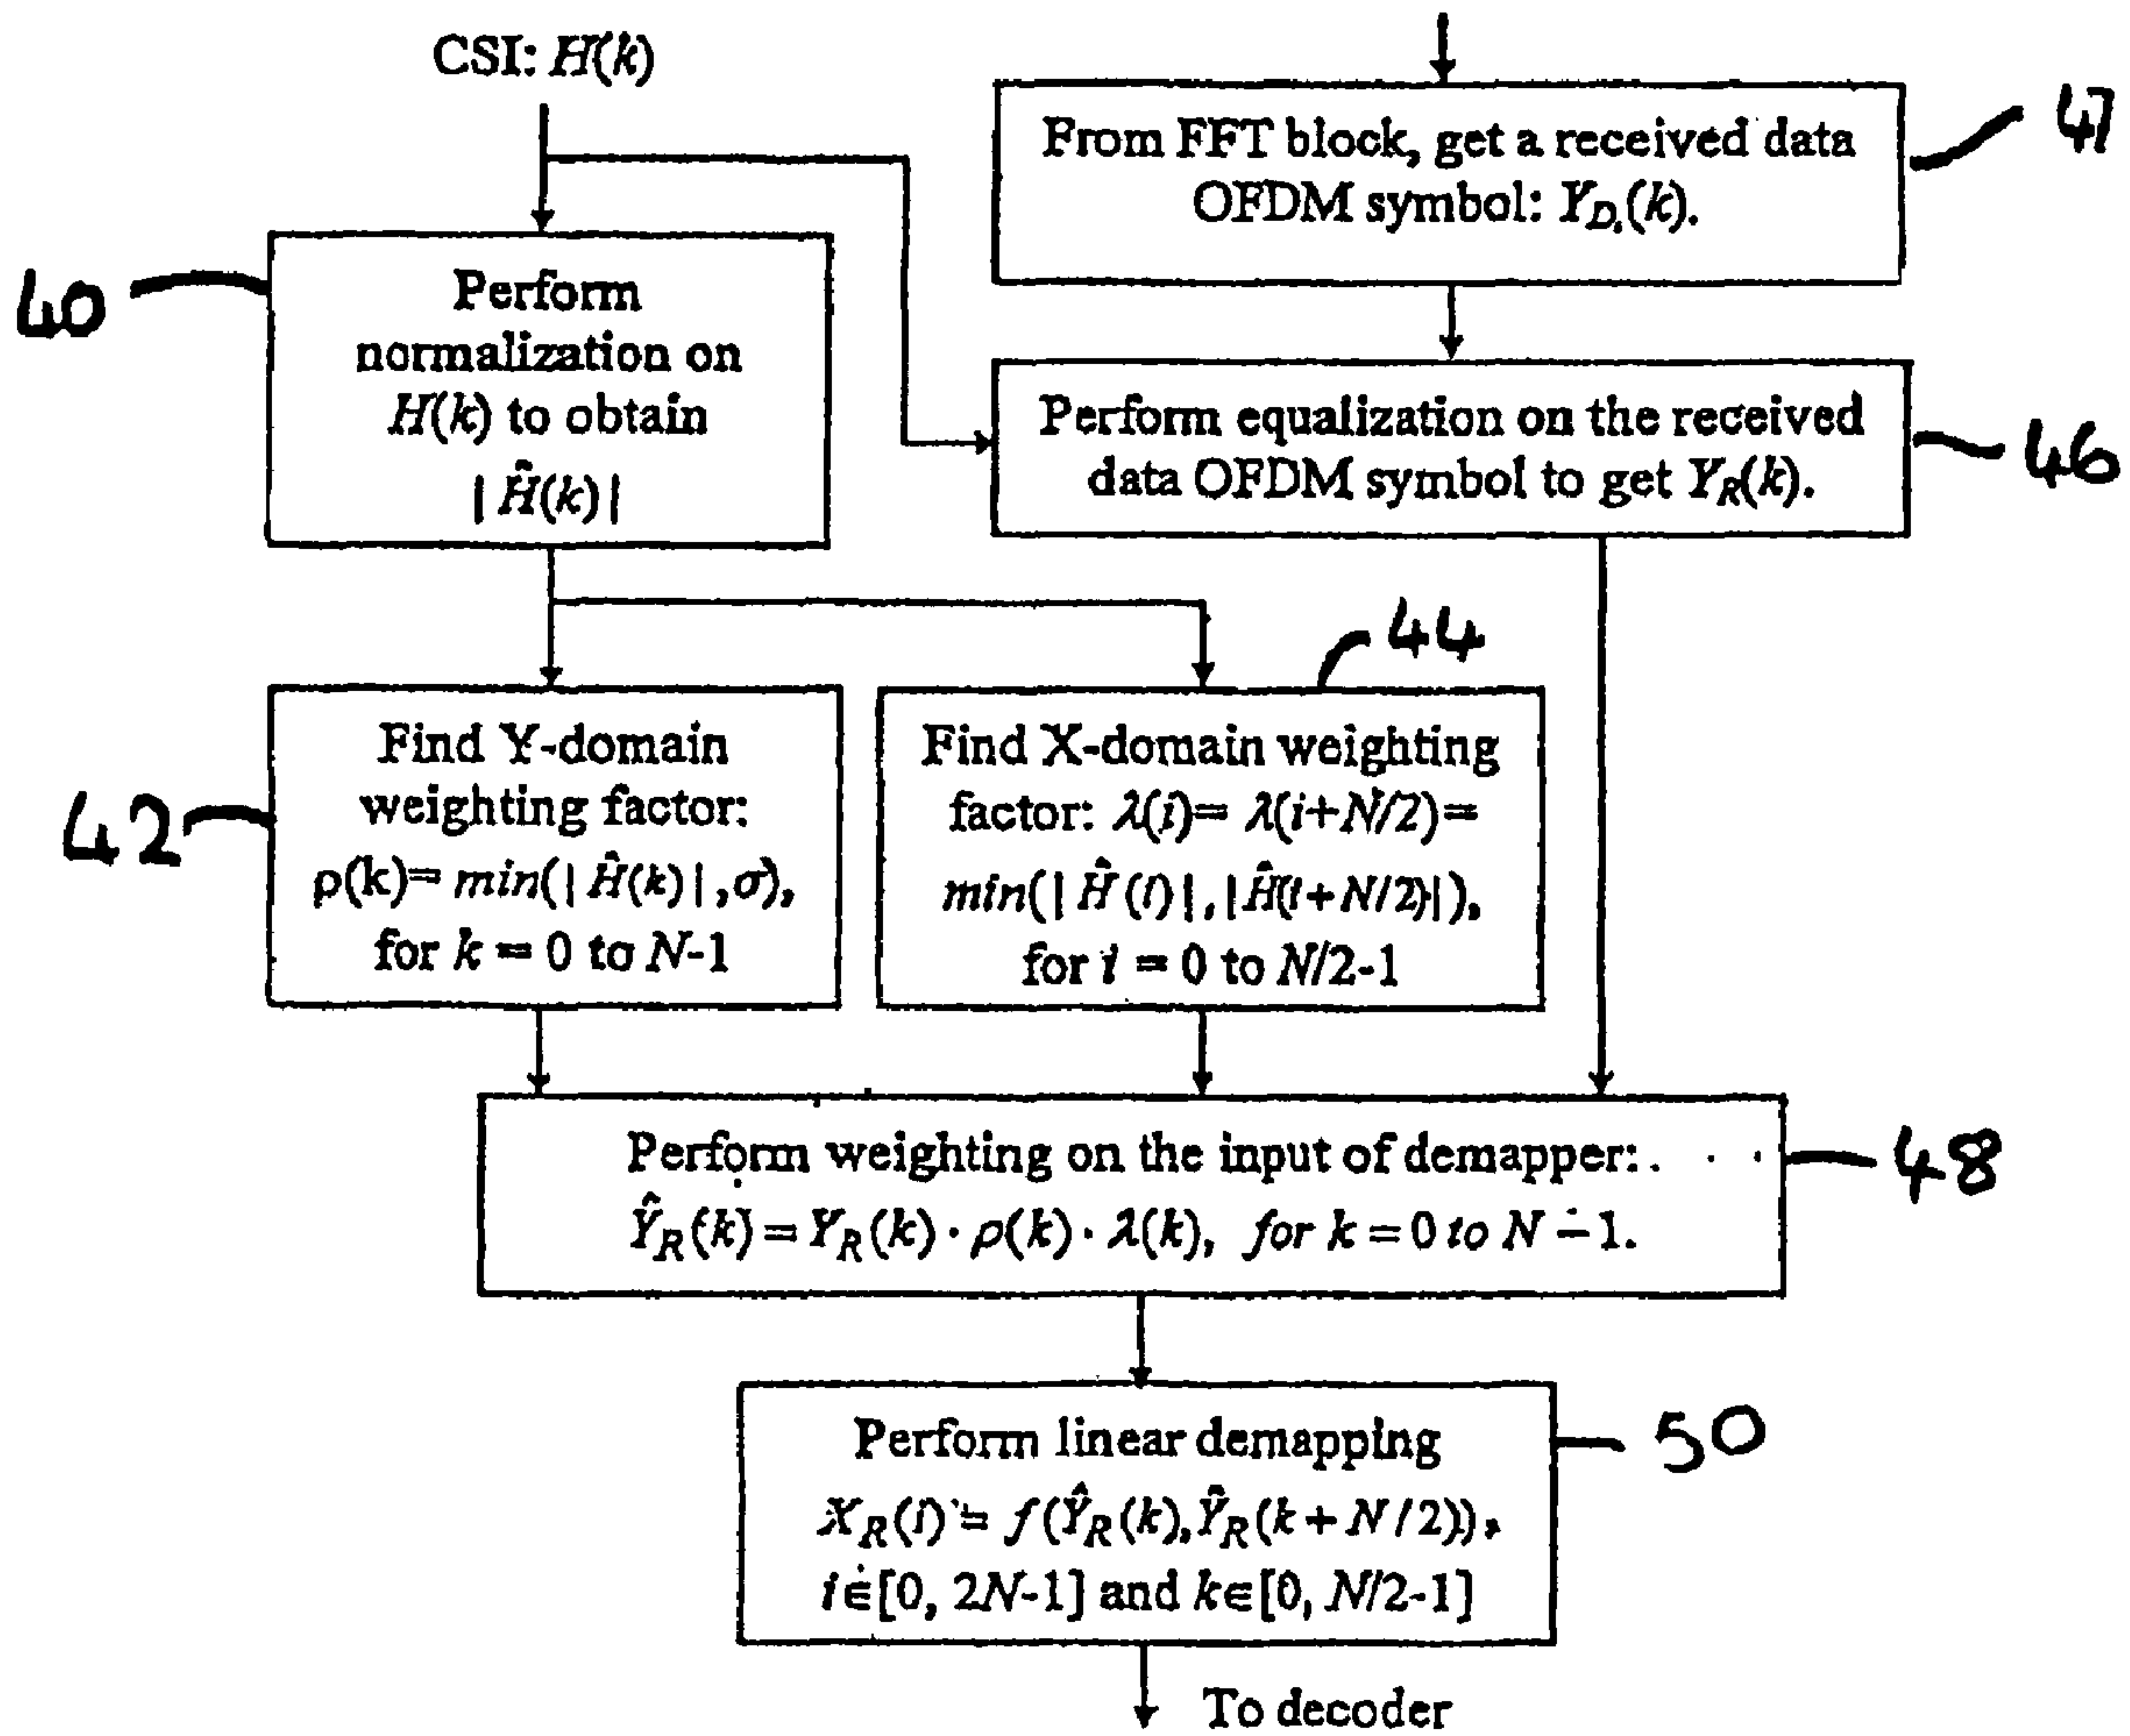 CSI: H(k)
From FFT block, get a received data
OFDM symbol: Y_D(k).
47
40
Perform
normalization on
H(k) to obtain
|Ĥ(k)|
Perform equalization on the received
data OFDM symbol to get Y_R(k).
46
44
42
Find Y-domain
weighting factor:
ρ(k)= min(|Ĥ(k)|,σ),
for k = 0 to N-1
Find X-domain weighting
factor: λ(i)= λ(i+N/2)=
min(|Ĥ(i)|,|Ĥ(i+N/2)|),
for i = 0 to N/2-1
Perform weighting on the input of demapper:
Ŷ_R(k) = Y_R(k)·ρ(k)·λ(k), for k = 0 to N-1.
48
Perform linear demapping
X_R(i) = f(Ŷ_R(k),Ŷ_R(k+N/2)),
i∈[0, 2N-1] and k∈[0, N/2-1]
50
To decoder